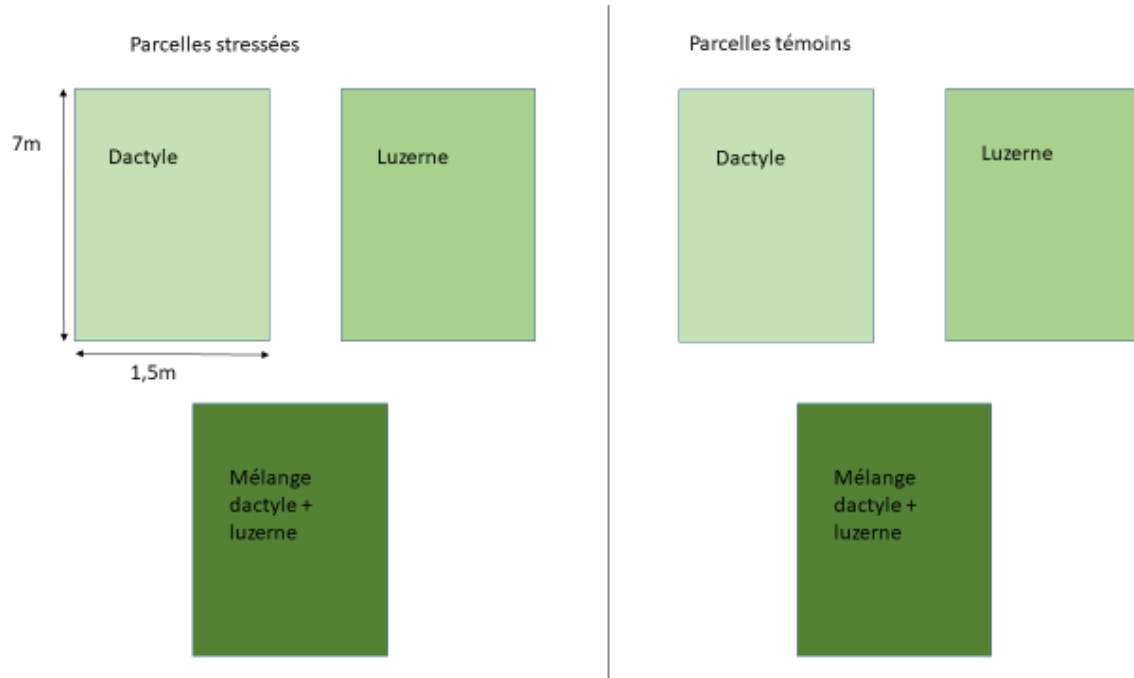 Parcelles stressées
Parcelles témoins
7m
Dactyle
Luzerne
Dactyle
Luzerne
1,5m
Mélange
dactyle +
luzerne
Mélange
dactyle +
luzerne